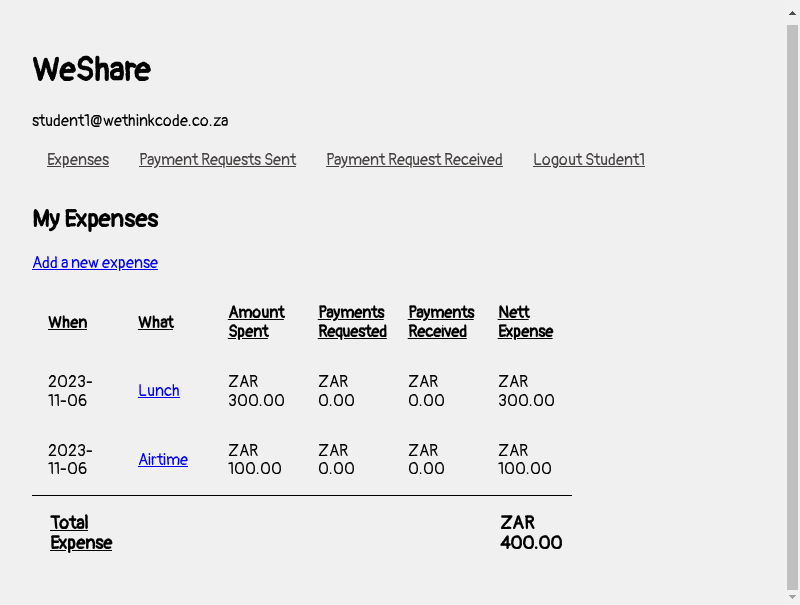 WeShare
student1@wethinkcode.co.za
Expenses Payment Requests Sent Payment Request Received Logout Student1
My Expenses
Add a new expense
When What Amount Spent Payments Requested Payments Received Nett Expense
2023-11-06 Lunch ZAR 300.00 ZAR 0.00 ZAR 0.00 ZAR 300.00
2023-11-06 Airtime ZAR 100.00 ZAR 0.00 ZAR 0.00 ZAR 100.00
Total Expense ZAR 400.00